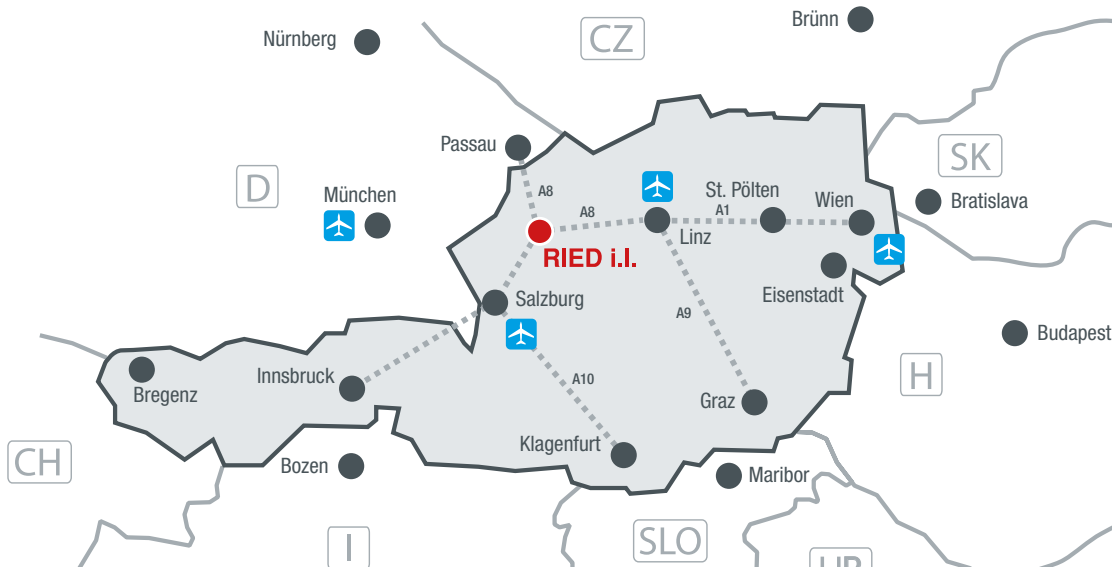 Brünn
Nürnberg
CZ
Passau
SK
D
München
A8
A8
St. Pölten
A1
Wien
Bratislava
Linz
RIED i.I.
Eisenstadt
Salzburg
A9
Budapest
Innsbruck
Bregenz
A10
H
Graz
Klagenfurt
CH
Bozen
Maribor
I
SLO